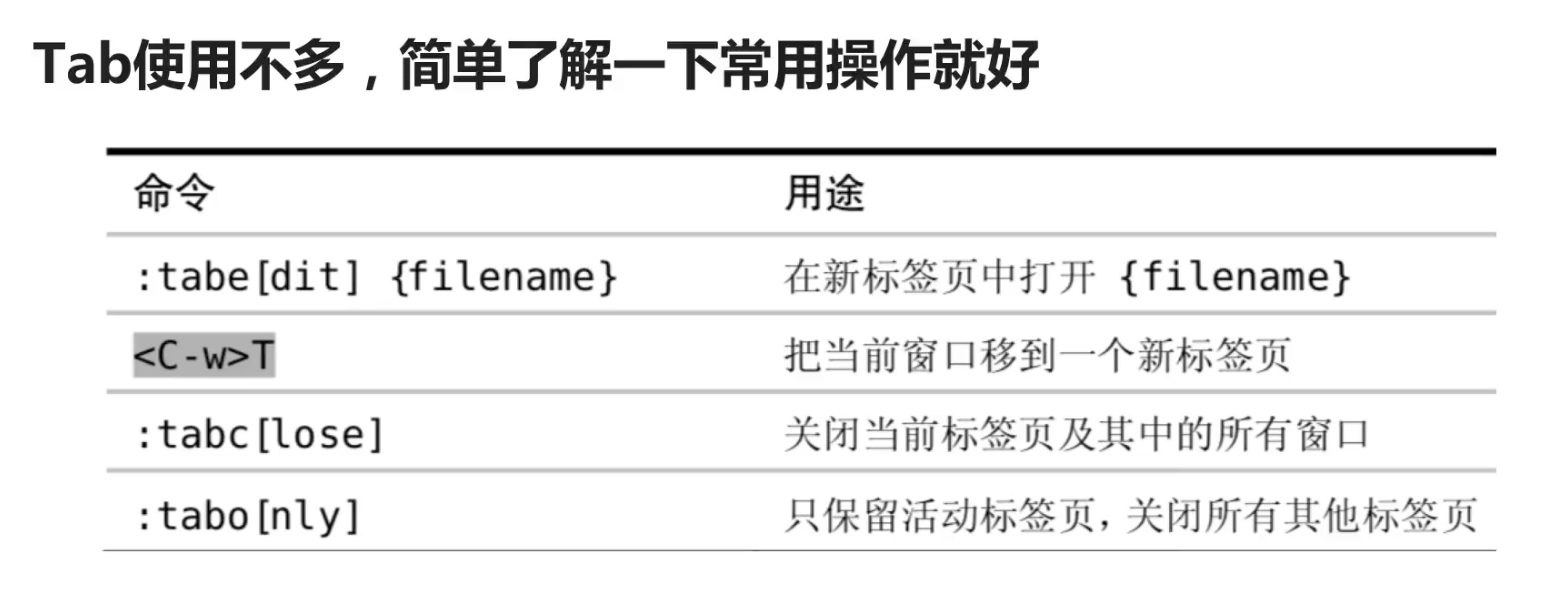 Tab使用不多，简单了解一下常用操作就好
命令 用途
:tabe[dit] {filename} 在新标签页中打开 {filename}
<C-w>T 把当前窗口移到一个新标签页
:tabc[lose] 关闭当前标签页及其中的所有窗口
:tabo[nly] 只保留活动标签页，关闭所有其他标签页